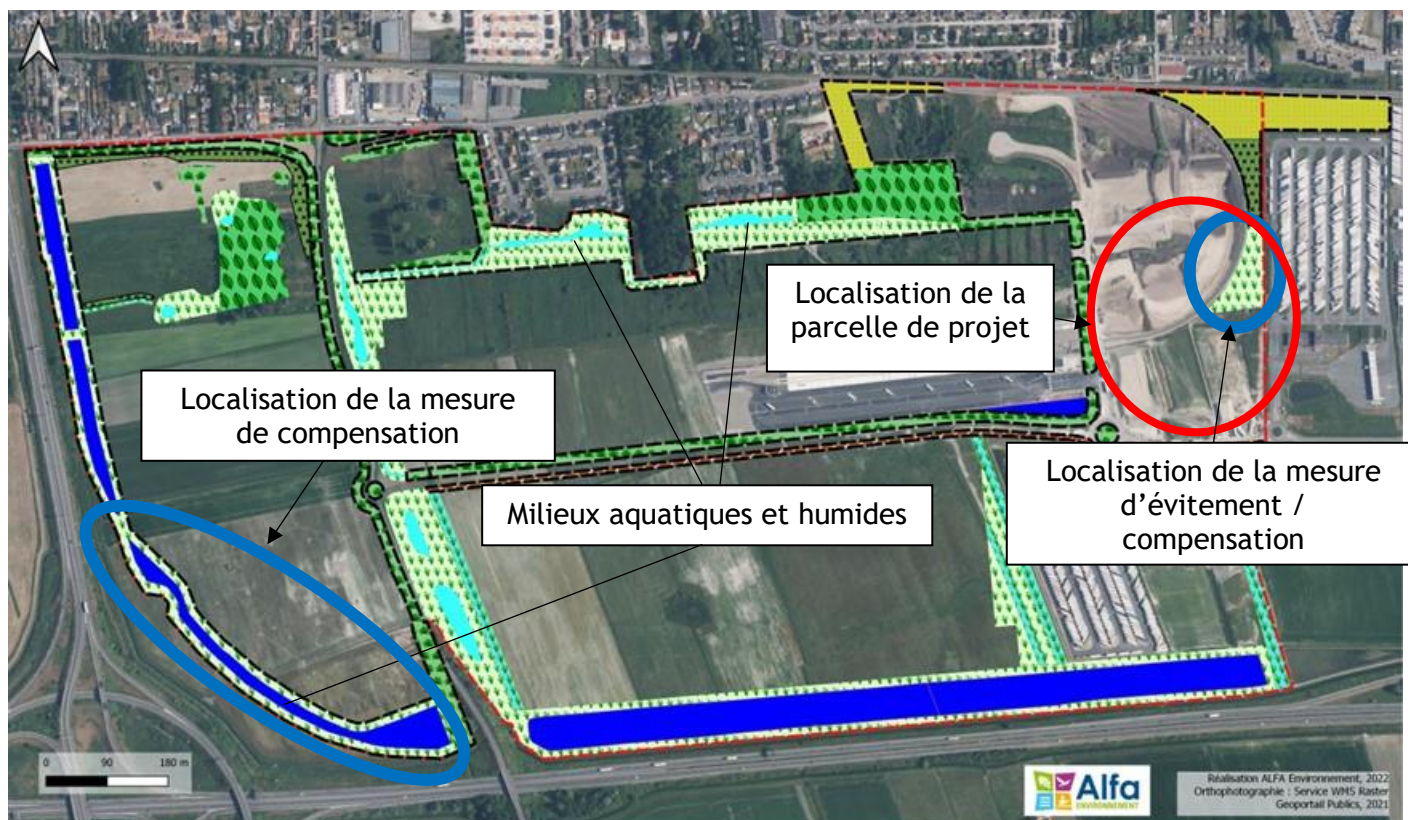 Localisation de la
parcelle de projet
Localisation de la mesure
de compensation
Milieux aquatiques et humides
Localisation de la mesure
d'évitement /
compensation
0 90 180 m
Alfa
ENVIRONNEMENT
Réalisation ALFA Environnement, 2022
Orthophotographie : Service WMS Raster
Geoportail Publics, 2021